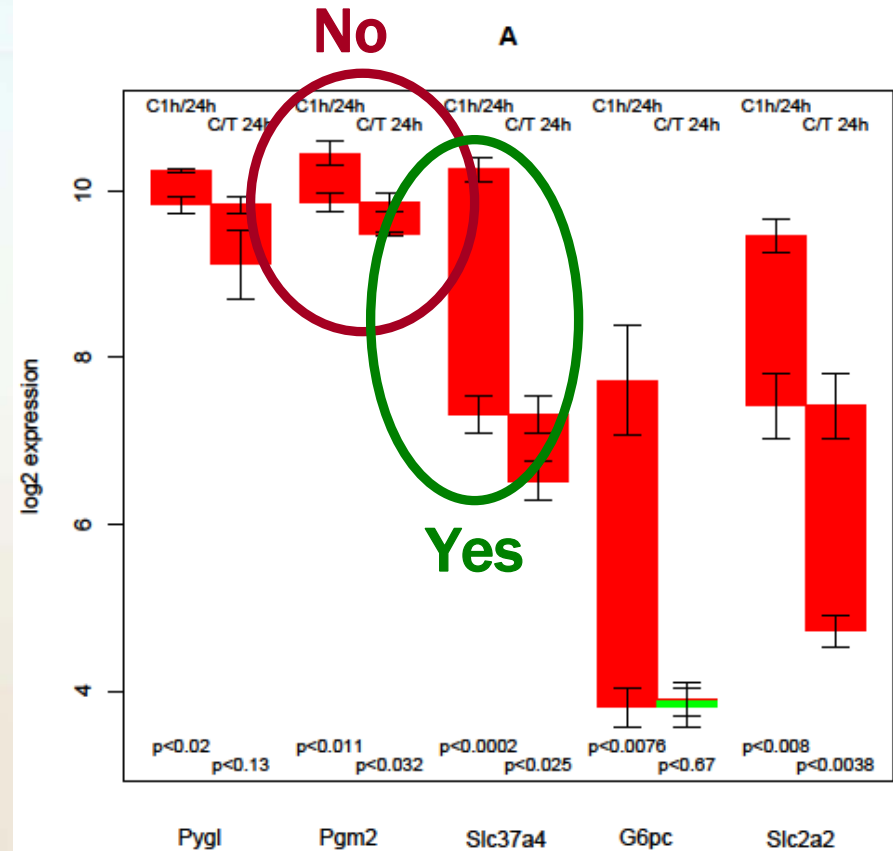 No
A
C1h/24h C1h/24h C1h/24h C1h/24h C1h/24h
C/T 24h C/T 24h C/T 24h C/T 24h C/T 24h
10
8
6
4
log2 expression
Yes
p<0.02 p<0.011 p<0.0002 p<0.0076 p<0.008
p<0.13 p<0.032 p<0.025 p<0.67 p<0.0038
Pygl Pgm2 Slc37a4 G6pc Slc2a2